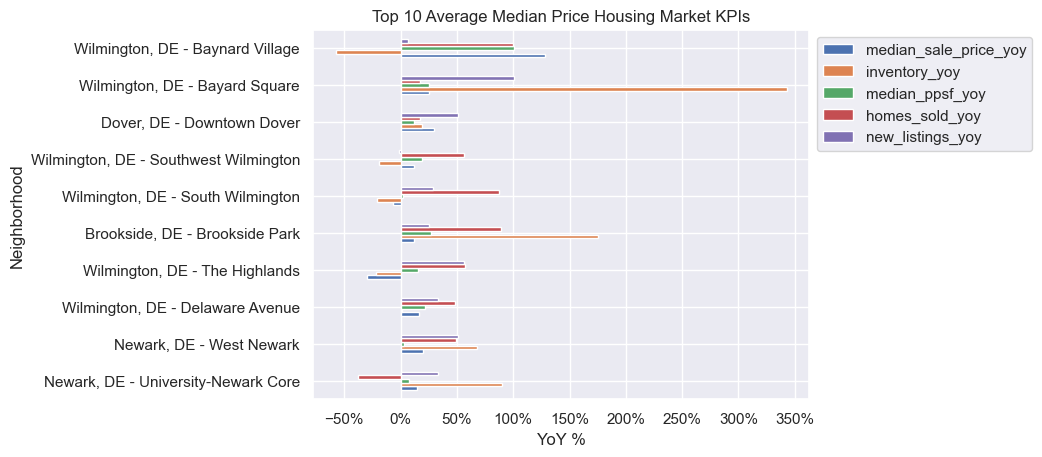 Top 10 Average Median Price Housing Market KPIs
Neighborhood
Wilmington, DE - Baynard Village
Wilmington, DE - Bayard Square
Dover, DE - Downtown Dover
Wilmington, DE - Southwest Wilmington
Wilmington, DE - South Wilmington
Brookside, DE - Brookside Park
Wilmington, DE - The Highlands
Wilmington, DE - Delaware Avenue
Newark, DE - West Newark
Newark, DE - University-Newark Core
−50% 0% 50% 100% 150% 200% 250% 300% 350%
YoY %
median_sale_price_yoy
inventory_yoy
median_ppsf_yoy
homes_sold_yoy
new_listings_yoy